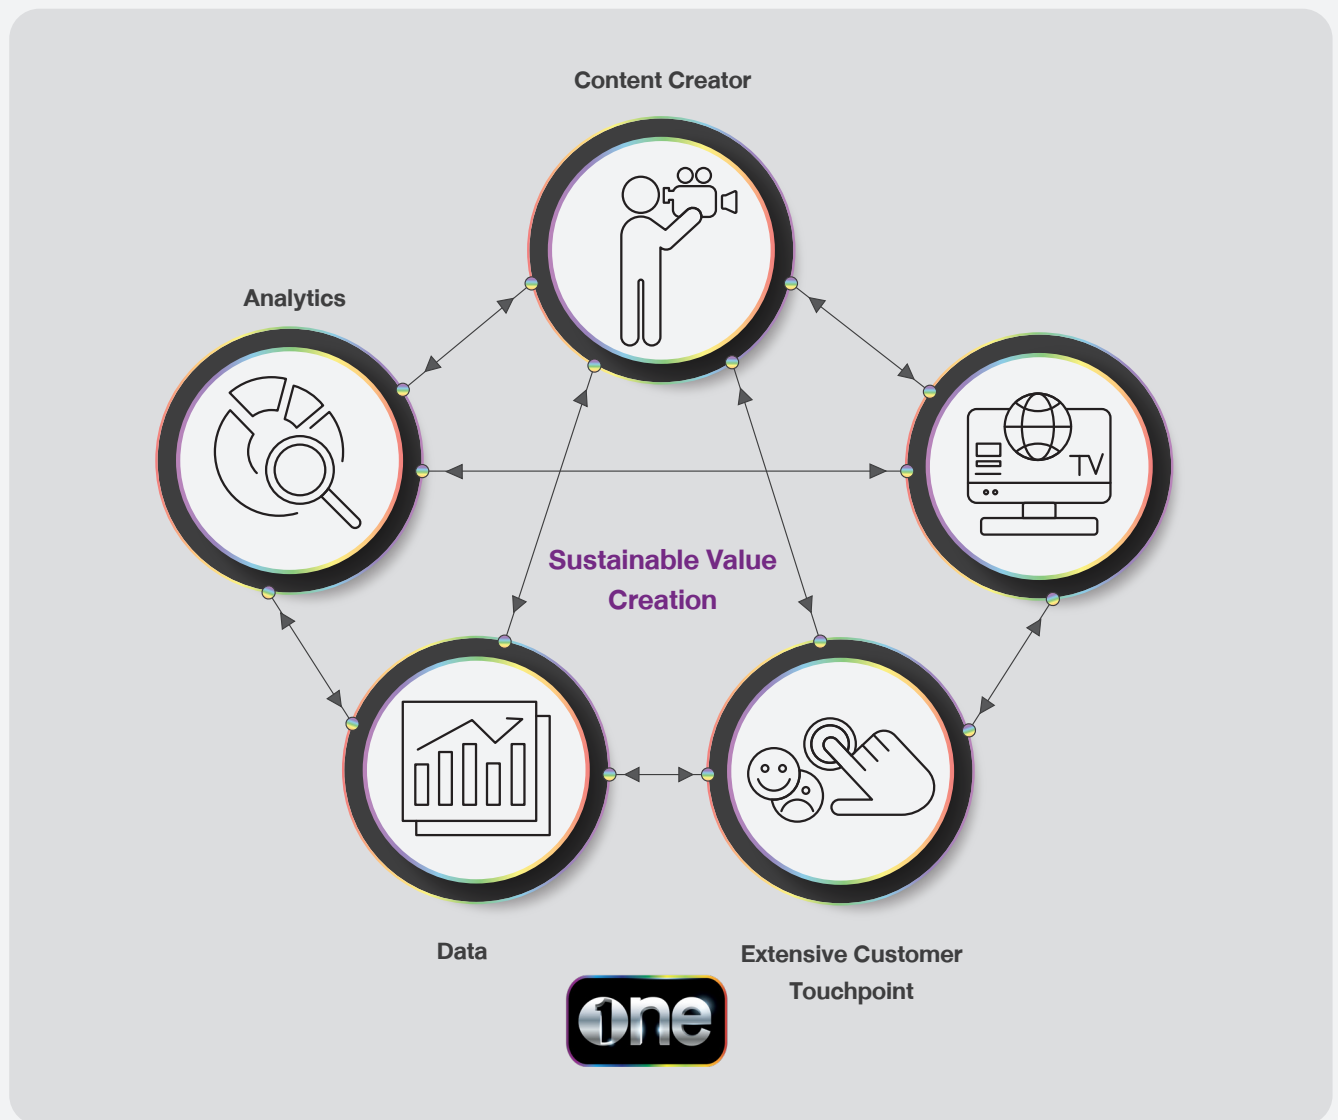 Content Creator
Analytics
TV
Sustainable Value
Creation
Data
Extensive Customer
Touchpoint
one